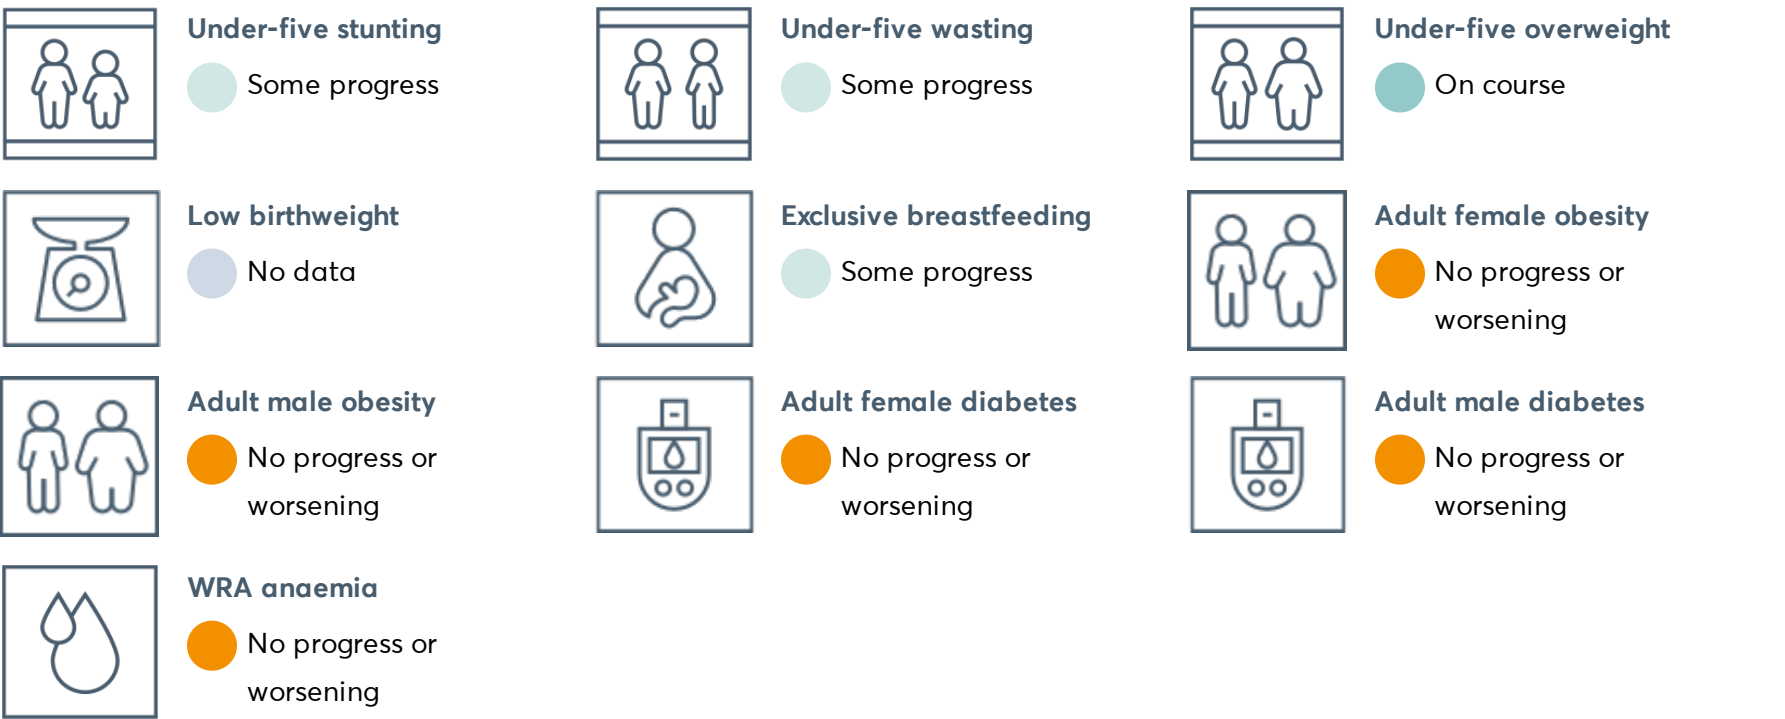 Under-five stunting
Some progress
Under-five wasting
Some progress
Under-five overweight
On course
Low birthweight
No data
Exclusive breastfeeding
Some progress
Adult female obesity
No progress or
worsening
Adult male obesity
No progress or
worsening
Adult female diabetes
No progress or
worsening
Adult male diabetes
No progress or
worsening
WRA anaemia
No progress or
worsening